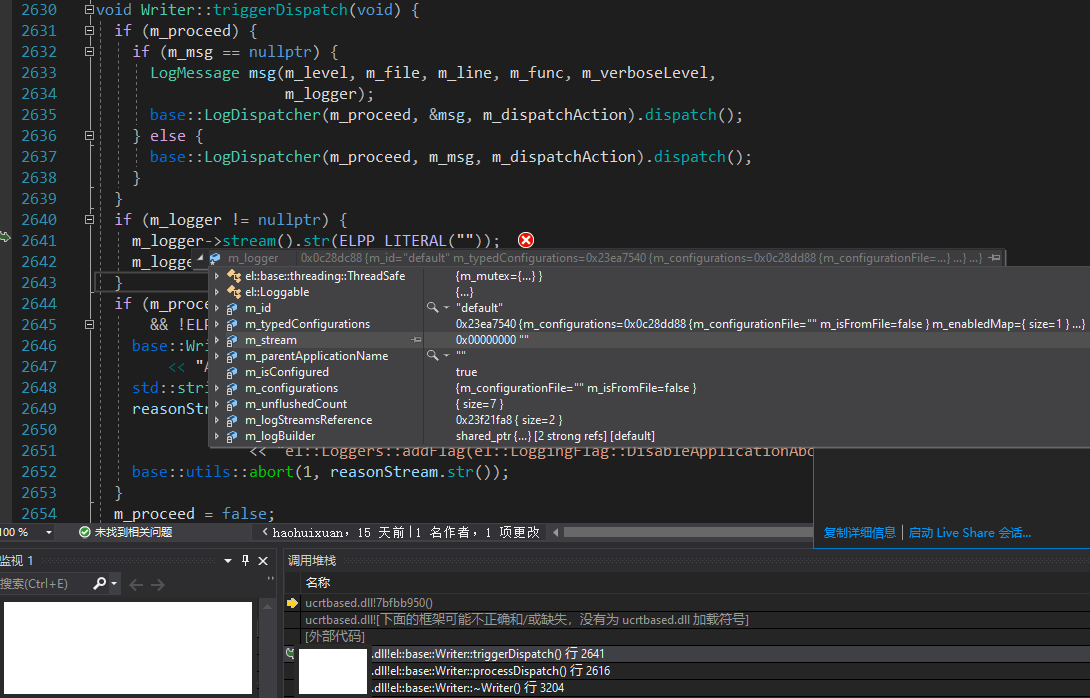 2630 void Writer::triggerDispatch(void) {
2631 if (m_proceed) {
2632 if (m_msg == nullptr) {
2633 LogMessage msg(m_level, m_file, m_line, m_func, m_verboseLevel,
2634 m_logger);
2635 base::LogDispatcher(m_proceed, &msg, m_dispatchAction).dispatch();
2636 } else {
2637 base::LogDispatcher(m_proceed, m_msg, m_dispatchAction).dispatch();
2638 }
2639 }
2640 if (m_logger != nullptr) {
2641 m_logger->stream().str(ELPP_LITERAL(""));
2642 m_logge
m_logger 0x0c28dc88 {m_id="default" m_typedConfigurations=0x23ea7540 {m_configurations=0x0c28dd88 {m_configurationFile=...} ...} ...}
el::base::threading::ThreadSafe {m_mutex={...} }
el::Loggable {...}
m_id "default"
m_typedConfigurations 0x23ea7540 {m_configurations=0x0c28dd88 {m_configurationFile="" m_isFromFile=false } m_enabledMap={ size=1 } ...}
m_stream 0x00000000 ""
m_parentApplicationName ""
m_isConfigured true
m_configurations {m_configurationFile="" m_isFromFile=false }
m_unflushedCount { size=7 }
m_logStreamsReference 0x23f21fa8 { size=2 }
m_logBuilder shared_ptr {...} [2 strong refs] [default]
2643 }
2644 if (m_proce
2645 && !ELP
2646 base::Wri
2647 << "A
2648 std::stri
2649 reasonStr
2650
2651 << "el::Loggers::addFlag(el::LoggingFlag::DisableApplicationAbo
2652 base::utils::abort(1, reasonStream.str());
2653 }
2654 m_proceed = false;
复制详细信息 | 启动 Live Share 会话...
00 % 未找到相关问题 haohuixuan，15 天前 | 1 名作者，1 项更改
监视 1
搜索(Ctrl+E)
调用堆栈
名称
ucrtbased.dll!7bfbb950()
ucrtbased.dll![下面的框架可能不正确和/或缺失，没有为 ucrtbased.dll 加载符号]
[外部代码]
.dll!el::base::Writer::triggerDispatch() 行 2641
.dll!el::base::Writer::processDispatch() 行 2616
.dll!el::base::Writer::~Writer() 行 3204